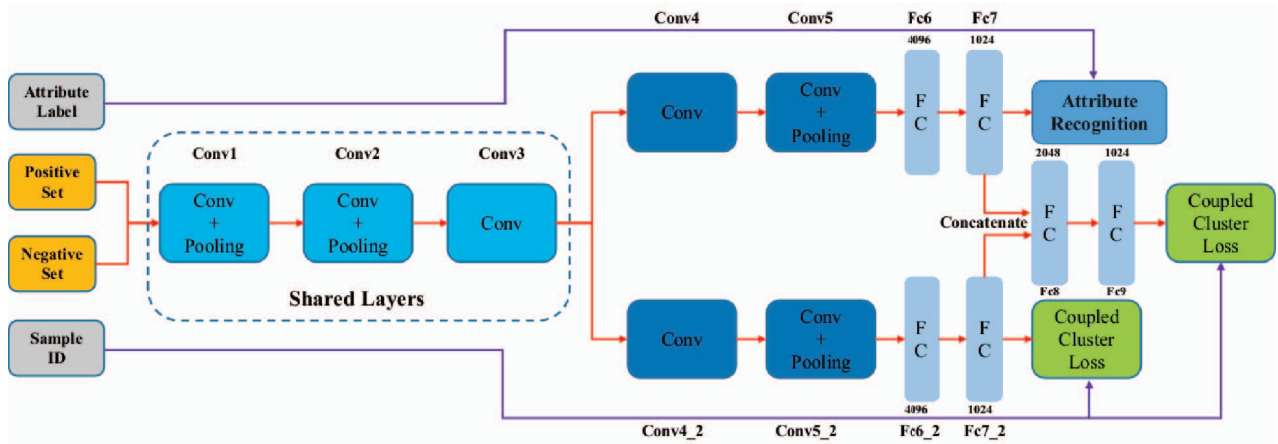 Conv4
Conv5
Fc6
Fc7
4096
1024
Attribute
Label
Conv
Conv
+
Pooling
F
C
F
C
Attribute
Recognition
Positive
Set
Negative
Set
Conv1
Conv2
Conv3
Conv
+
Pooling
Conv
+
Pooling
Conv
Shared Layers
2048
1024
Concatenate
F
C
F
C
Fc8
Fc9
Coupled
Cluster
Loss
Sample
ID
Conv
Conv
+
Pooling
F
C
F
C
Coupled
Cluster
Loss
4096
1024
Conv4_2
Conv5_2
Fc6_2
Fc7_2